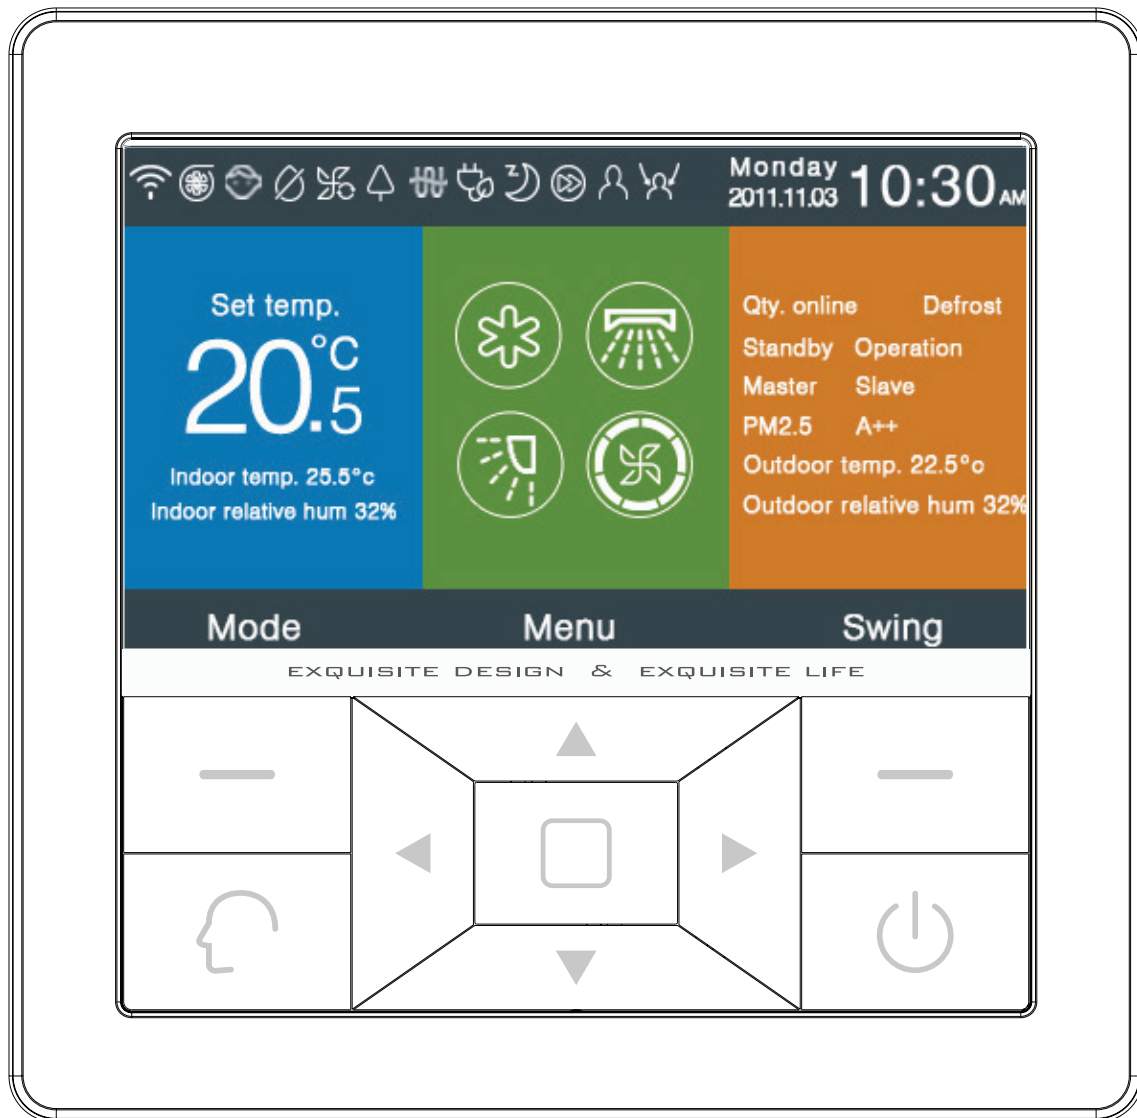 Monday
2011.11.03 10:30 AM
Set temp.
20.5 °C
Indoor temp. 25.5°c
Indoor relative hum 32%
Qty. online Defrost
Standby Operation
Master Slave
PM2.5 A++
Outdoor temp. 22.5°c
Outdoor relative hum 32%
Mode Menu Swing
EXQUISITE DESIGN & EXQUISITE LIFE